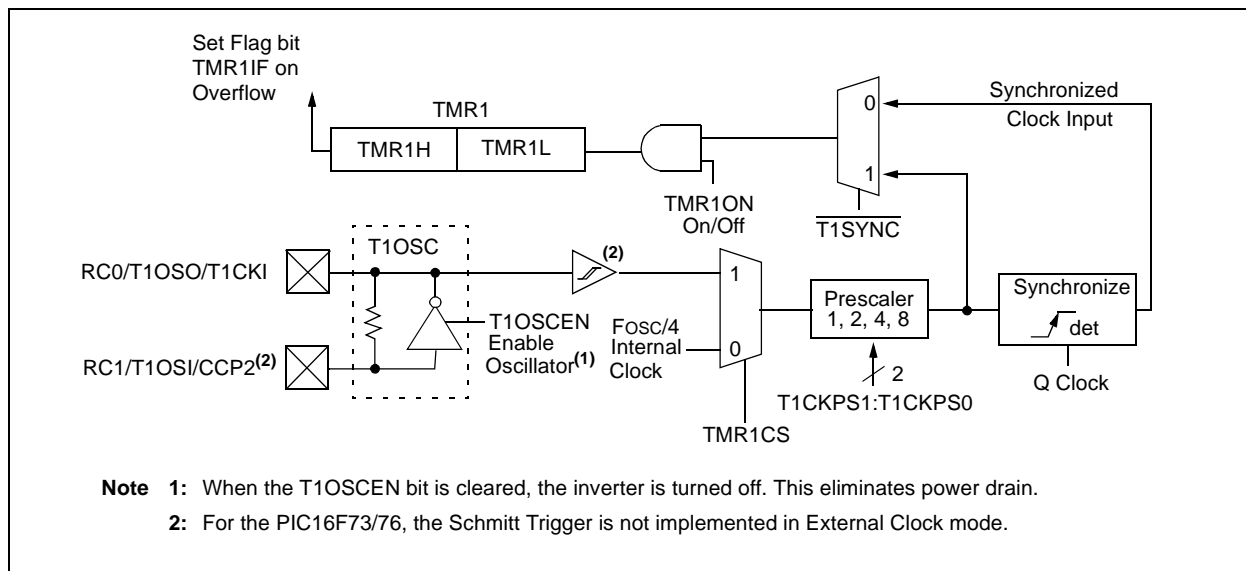 Set Flag bit
TMR1IF on
Overflow
TMR1
TMR1H
TMR1L
TMR1ON
On/Off
0
1
T1SYNC
Synchronized
Clock Input
RC0/T1OSO/T1CKI
T1OSC
(2)
RC1/T1OSI/CCP2(2)
T1OSCEN
Enable
Oscillator(1)
FOSC/4
Internal
Clock
1
0
TMR1CS
Prescaler
1, 2, 4, 8
2
T1CKPS1:T1CKPS0
Synchronize
det
Q Clock
Note 1: When the T1OSCEN bit is cleared, the inverter is turned off. This eliminates power drain.
2: For the PIC16F73/76, the Schmitt Trigger is not implemented in External Clock mode.